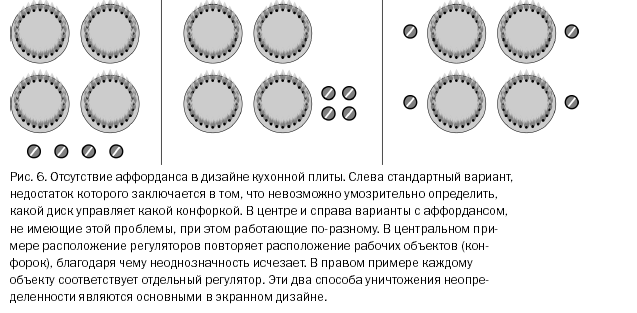 Рис. 6. Отсутствие аффорданса в дизайне кухонной плиты. Слева стандартный вариант,
недостаток которого заключается в том, что невозможно умозрительно определить,
какой диск управляет какой конфоркой. В центре и справа варианты с аффордансом,
не имеющие этой проблемы, при этом работающие по-разному. В центральном при-
мере расположение регуляторов повторяет расположение рабочих объектов (кон-
форок), благодаря чему неоднозначность исчезает. В правом примере каждому
объекту соответствует отдельный регулятор. Эти два способа уничтожения неопре-
деленности являются основными в экранном дизайне.